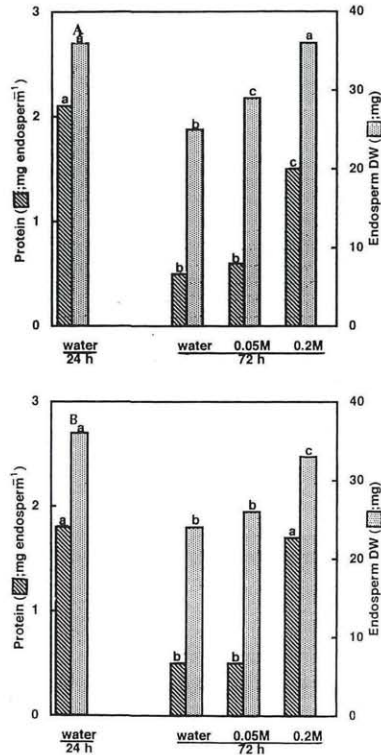 3
2
1
0
40
30
20
10
0
Protein (;mg endosperm⁻¹)
Endosperm DW (;mg)
A
a
a
b
b
b
c
c
a
water
24 h
water 0.05M 0.2M
72 h
3
2
1
0
40
30
20
10
0
Protein (;mg endosperm⁻¹)
Endosperm DW (;mg)
B
a
a
b
b
b
b
a
c
water
24 h
water 0.05M 0.2M
72 h